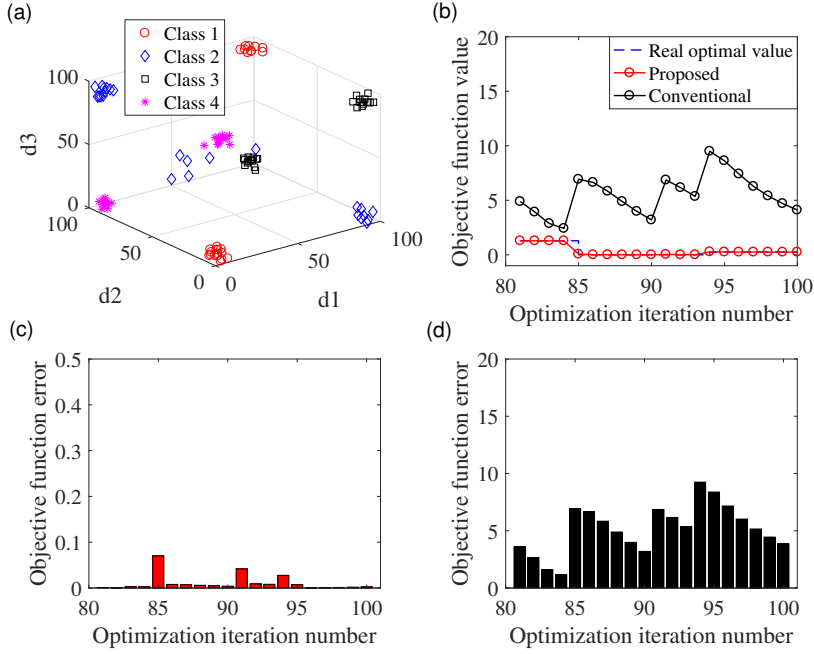 (a)
Class 1
Class 2
Class 3
Class 4
100
50
0
d3
100
50
0
d2
0
50
100
d1
(b)
20
15
10
5
0
Objective function value
Real optimal value
Proposed
Conventional
80 85 90 95 100
Optimization iteration number
(c)
0.5
0.4
0.3
0.2
0.1
0
Objective function error
80 85 90 95 100
Optimization iteration number
(d)
20
15
10
5
0
Objective function error
80 85 90 95 100
Optimization iteration number